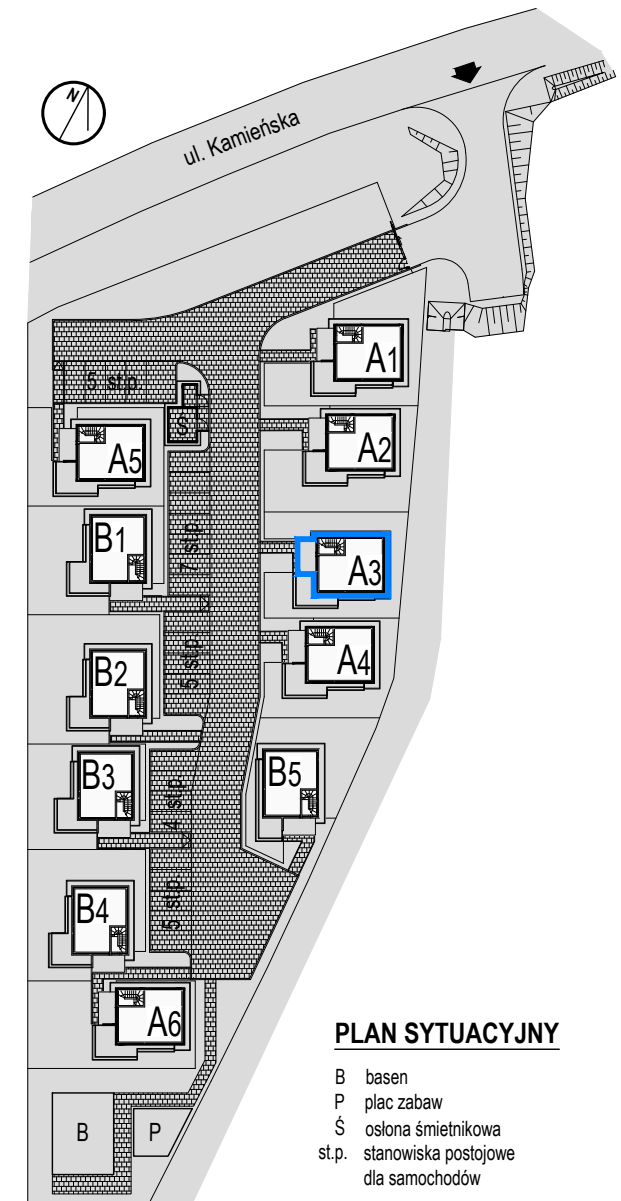 N
ul. Kamieńska
A1
5 st.p.
Ś
A2
A5
B1
7 st.p.
A3
A4
5 st.p.
B2
B3
B5
4 st.p.
B4
5 st.p.
A6
B
P
PLAN SYTUACYJNY
B basen
P plac zabaw
Ś osłona śmietnikowa
st.p. stanowiska postojowe
dla samochodów